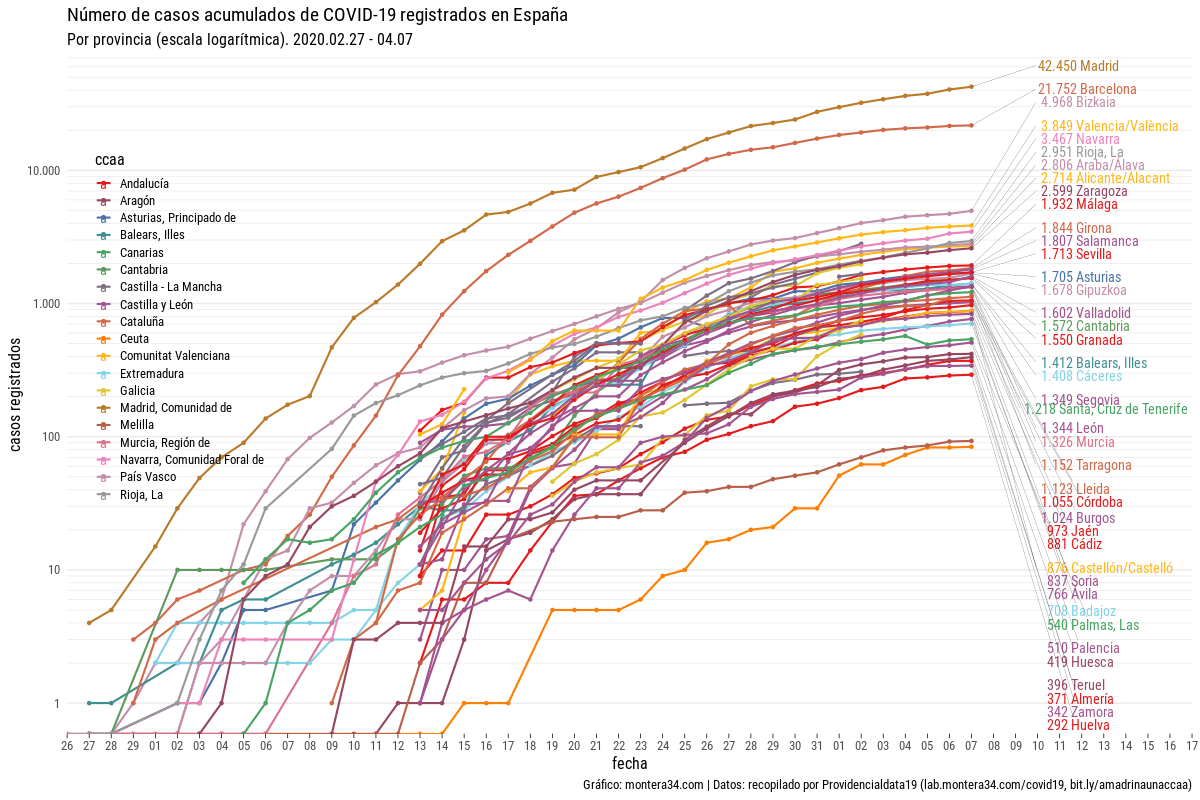 Número de casos acumulados de COVID-19 registrados en España
Por provincia (escala logarítmica). 2020.02.27 - 04.07
casos registrados
10.000
1.000
100
10
1
ccaa
Andalucía
Aragón
Asturias, Principado de
Balears, Illes
Canarias
Cantabria
Castilla - La Mancha
Castilla y León
Cataluña
Ceuta
Comunitat Valenciana
Extremadura
Galicia
Madrid, Comunidad de
Melilla
Murcia, Región de
Navarra, Comunidad Foral de
País Vasco
Rioja, La
42.450 Madrid
21.752 Barcelona
4.968 Bizkaia
3.849 Valencia/València
3.467 Navarra
2.951 Rioja, La
2.806 Araba/Álava
2.714 Alicante/Alacant
2.599 Zaragoza
1.932 Málaga
1.844 Girona
1.807 Salamanca
1.713 Sevilla
1.705 Asturias
1.678 Gipuzkoa
1.602 Valladolid
1.572 Cantabria
1.550 Granada
1.412 Balears, Illes
1.408 Cáceres
1.349 Segovia
1.218 Santa, Cruz de Tenerife
1.344 León
1.326 Murcia
1.152 Tarragona
1.123 Lleida
1.055 Córdoba
1.024 Burgos
973 Jaén
881 Cádiz
876 Castellón/Castelló
837 Soria
766 Ávila
708 Badajoz
540 Palmas, Las
510 Palencia
419 Huesca
396 Teruel
371 Almería
342 Zamora
292 Huelva
26 27 28 29 01 02 03 04 05 06 07 08 09 10 11 12 13 14 15 16 17 18 19 20 21 22 23 24 25 26 27 28 29 30 31 01 02 03 04 05 06 07 08 09 10 11 12 13 14 15 16 17
fecha
Gráfico: montera34.com | Datos: recopilado por Providencialdata19 (lab.montera34.com/covid19, bit.ly/amadrinaunaccaa)